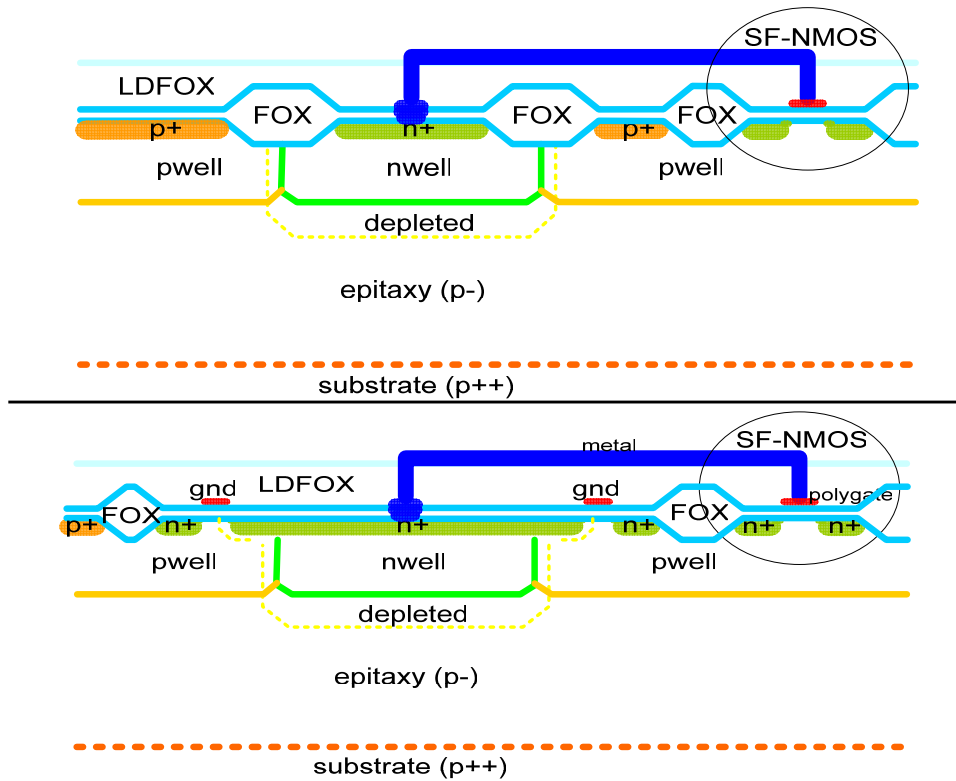 SF-NMOS
LDFOX
FOX FOX FOX
p+ n+ p+
pwell nwell pwell
depleted
epitaxy (p-)
substrate (p++)
SF-NMOS
metal
gnd LDFOX gnd
polygate
FOX FOX
p+ n+ n+ n+ n+ n+
pwell nwell pwell
depleted
epitaxy (p-)
substrate (p++)